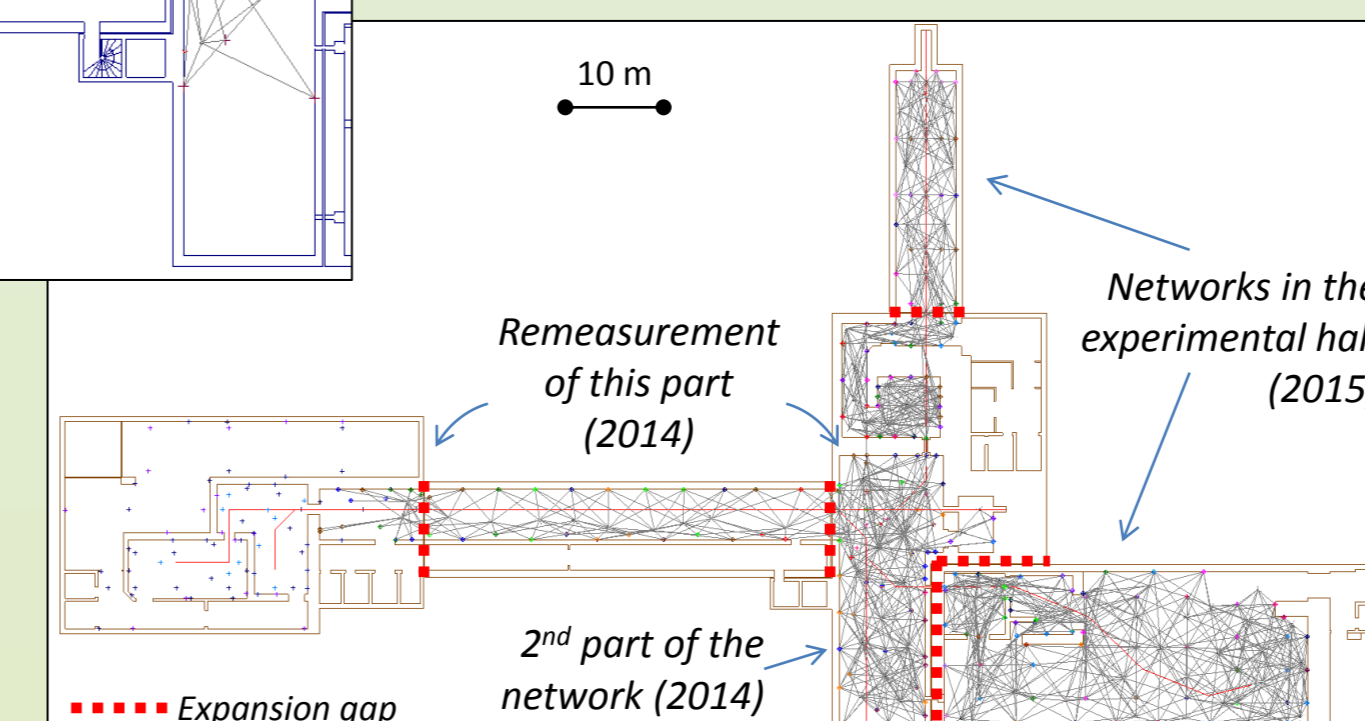 10 m
Networks in the
experimental
(2015
Remeasurement
of this part
(2014)
2nd part of the
network (2014)
Expansion gap